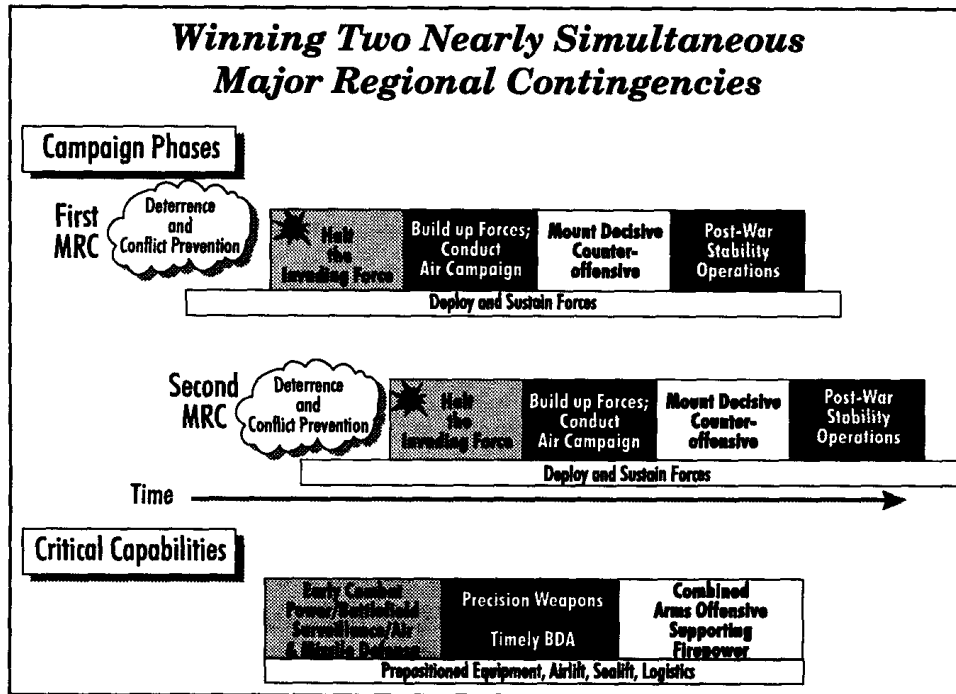 Winning Two Nearly Simultaneous
Major Regional Contingencies
Campaign Phases
First
MRC
Deterrence
and
Conflict Prevention
Halt
the
Invading Force
Build up Forces;
Conduct
Air Campaign
Mount Decisive
Counter-
offensive
Post-War
Stability
Operations
Deploy and Sustain Forces
Second
MRC
Deterrence
and
Conflict Prevention
Halt
the
Invading Force
Build up Forces;
Conduct
Air Campaign
Mount Decisive
Counter-
offensive
Post-War
Stability
Operations
Deploy and Sustain Forces
Time
Critical Capabilities
Early Combat
Power/Battlefield
Surveillance/Air
& Missile Defense
Precision Weapons
Timely BDA
Combined
Arms Offensive
Supporting
Firepower
Prepositioned Equipment, Airlift, Sealift, Logistics